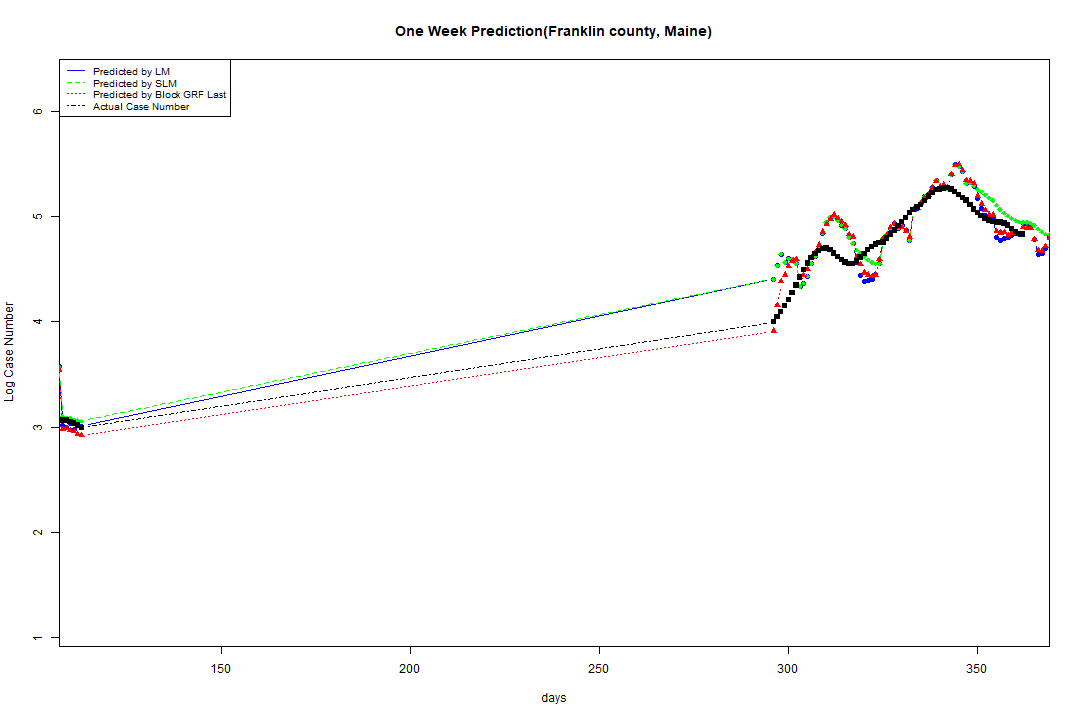 One Week Prediction(Franklin county, Maine)
Predicted by LM
Predicted by SLM
Predicted by Block GRF Last
Actual Case Number
6
5
4
3
2
1
Log Case Number
150 200 250 300 350
days